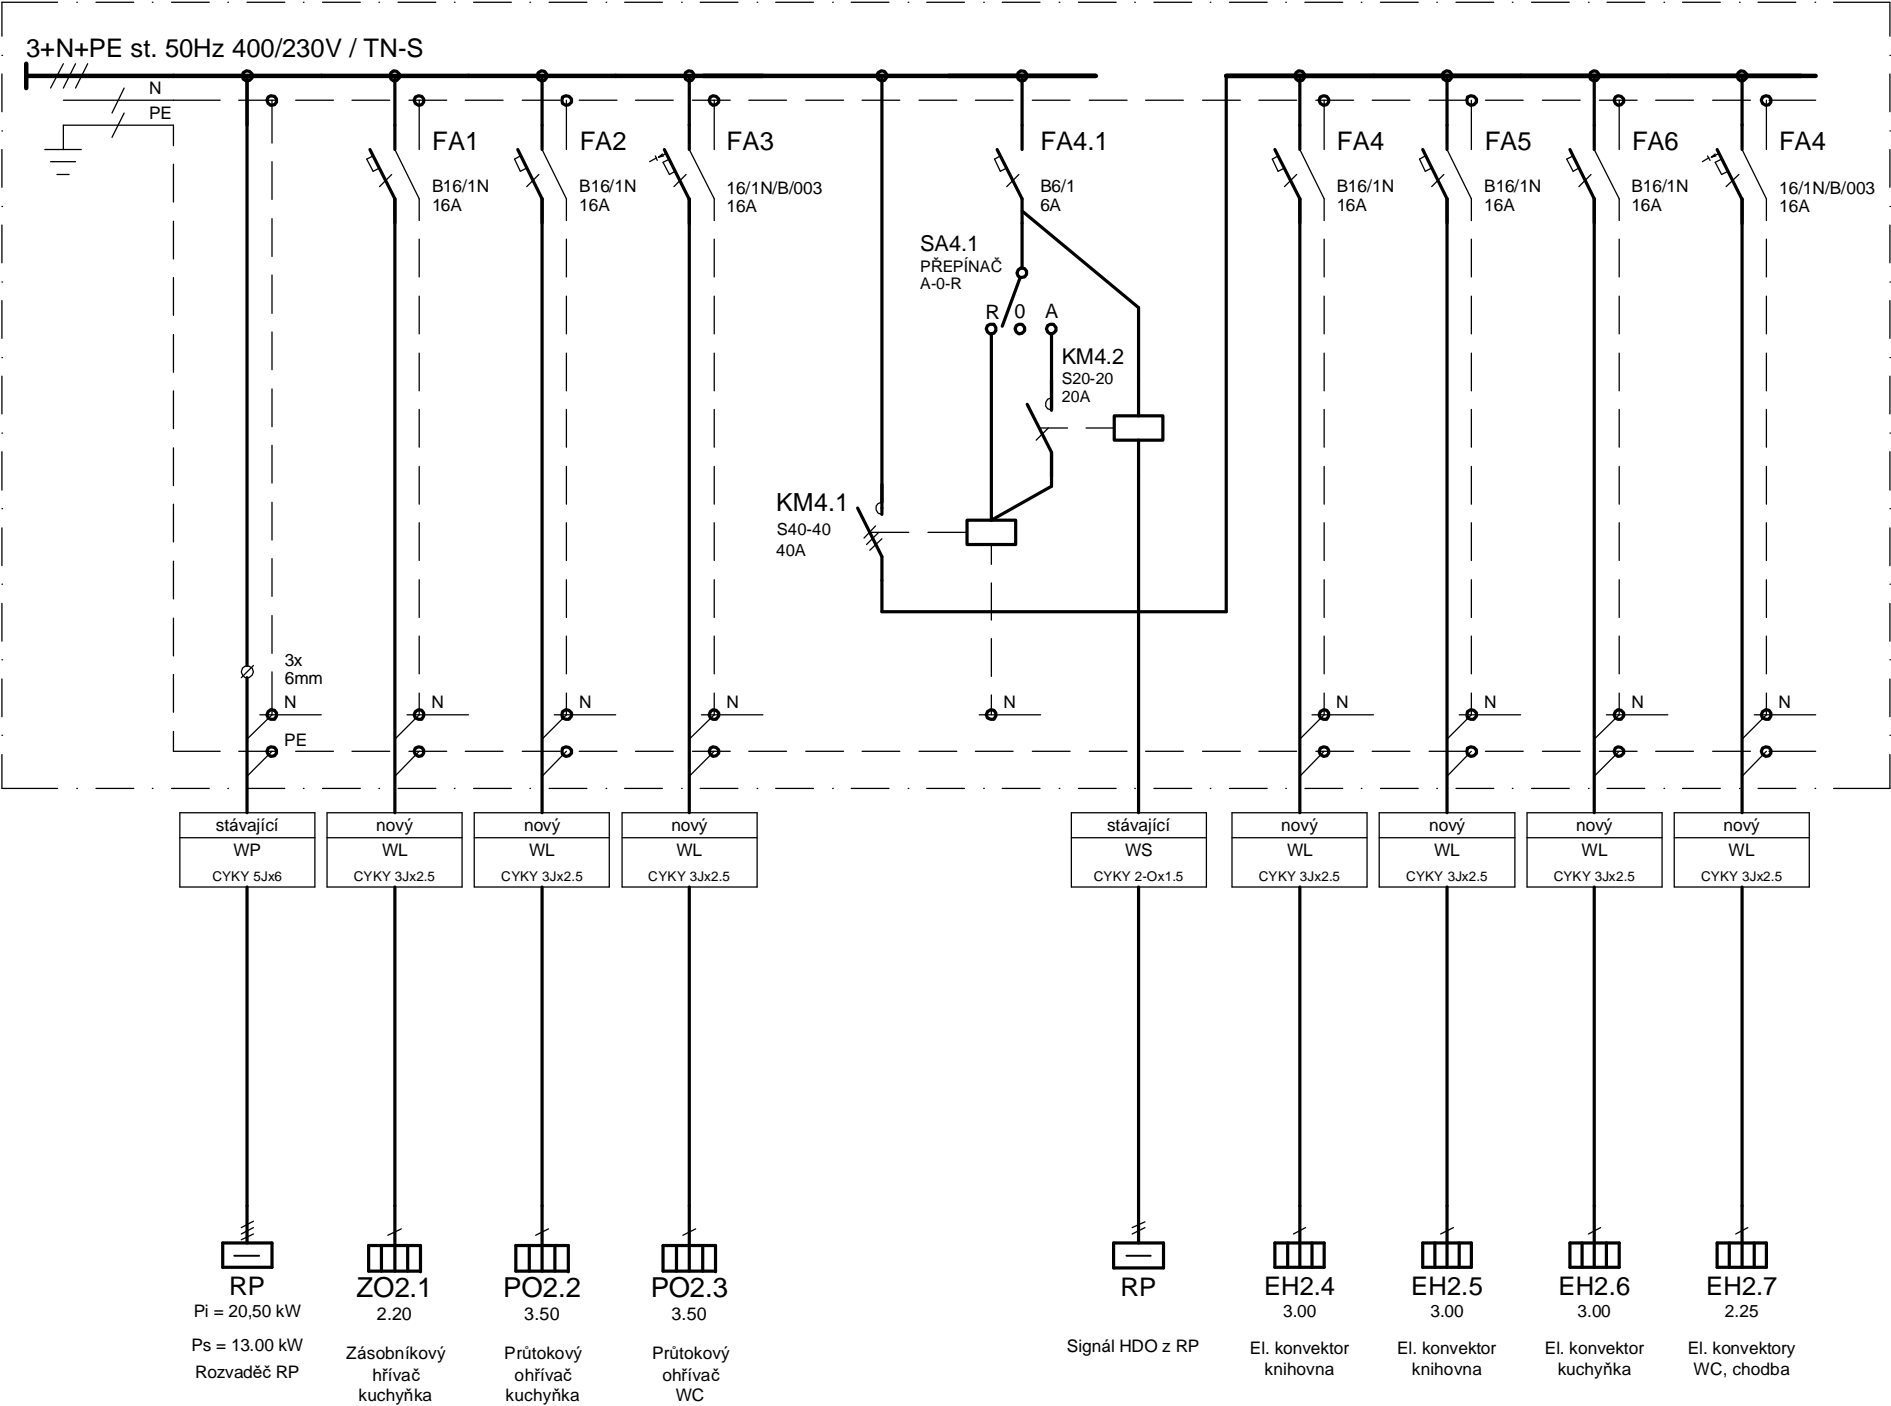 3+N+PE st. 50Hz 400/230V / TN-S
N
PE
FA1
B16/1N
16A
FA2
B16/1N
16A
FA3
16/1N/B/003
16A
FA4.1
B6/1
6A
FA4
B16/1N
16A
FA5
B16/1N
16A
FA6
B16/1N
16A
FA4
16/1N/B/003
16A
SA4.1
PŘEPÍNAČ
A-0-R
R 0 A
KM4.2
S20-20
20A
KM4.1
S40-40
40A
3x
6mm
N
N
N
N
N
N
N
N
N
PE
stávající
WP
CYKY 5Jx6
nový
WL
CYKY 3Jx2.5
nový
WL
CYKY 3Jx2.5
nový
WL
CYKY 3Jx2.5
stávající
WS
CYKY 2-Ox1.5
nový
WL
CYKY 3Jx2.5
nový
WL
CYKY 3Jx2.5
nový
WL
CYKY 3Jx2.5
nový
WL
CYKY 3Jx2.5
RP
Pi = 20,50 kW
Ps = 13.00 kW
Rozvaděč RP
ZO2.1
2.20
Zásobníkový
hřívač
kuchyňka
PO2.2
3.50
Průtokový
ohřívač
kuchyňka
PO2.3
3.50
Průtokový
ohřívač
WC
RP
Signál HDO z RP
EH2.4
3.00
El. konvektor
knihovna
EH2.5
3.00
El. konvektor
knihovna
EH2.6
3.00
El. konvektor
kuchyňka
EH2.7
2.25
El. konvektory
WC, chodba